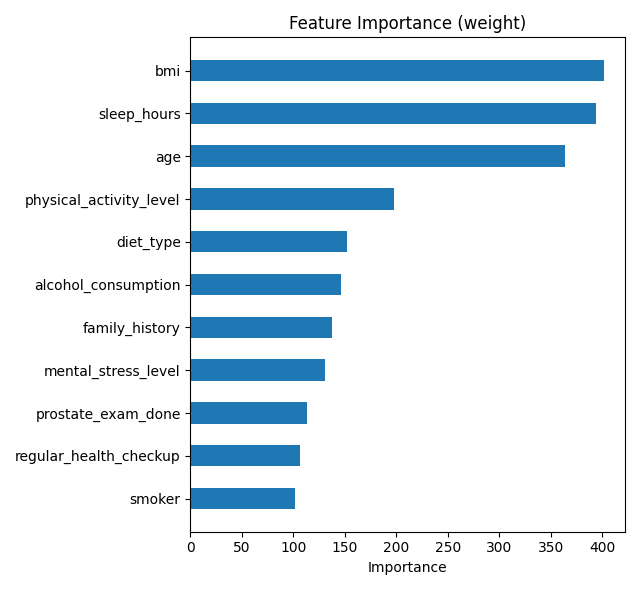 Feature Importance (weight)
bmi
sleep_hours
age
physical_activity_level
diet_type
alcohol_consumption
family_history
mental_stress_level
prostate_exam_done
regular_health_checkup
smoker
0 50 100 150 200 250 300 350 400
Importance